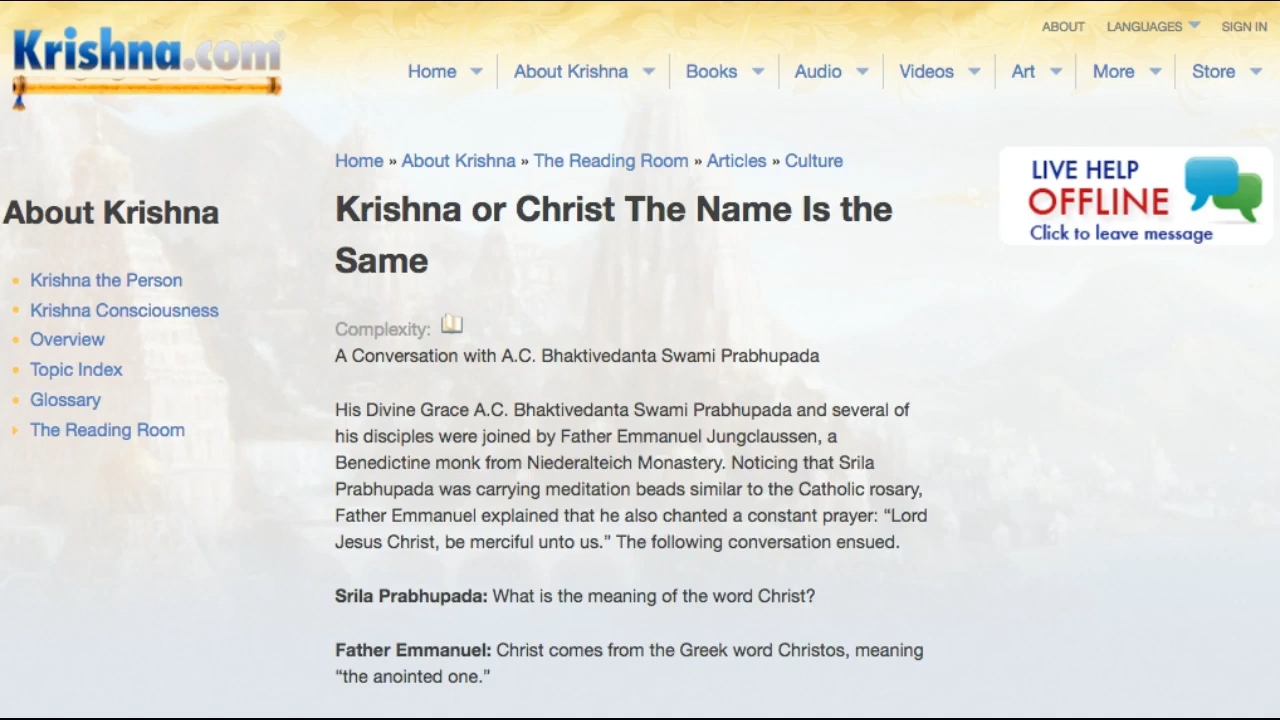 Krishna.com®
ABOUT LANGUAGES SIGN IN
Home About Krishna Books Audio Videos Art More Store
Home » About Krishna » The Reading Room » Articles » Culture
LIVE HELP
OFFLINE
Click to leave message
About Krishna
Krishna the Person
Krishna Consciousness
Overview
Topic Index
Glossary
The Reading Room
Krishna or Christ The Name Is the
Same
Complexity:
A Conversation with A.C. Bhaktivedanta Swami Prabhupada
His Divine Grace A.C. Bhaktivedanta Swami Prabhupada and several of
his disciples were joined by Father Emmanuel Jungclaussen, a
Benedictine monk from Niederalteich Monastery. Noticing that Srila
Prabhupada was carrying meditation beads similar to the Catholic rosary,
Father Emmanuel explained that he also chanted a constant prayer: “Lord
Jesus Christ, be merciful unto us.” The following conversation ensued.
Srila Prabhupada: What is the meaning of the word Christ?
Father Emmanuel: Christ comes from the Greek word Christos, meaning
“the anointed one.”